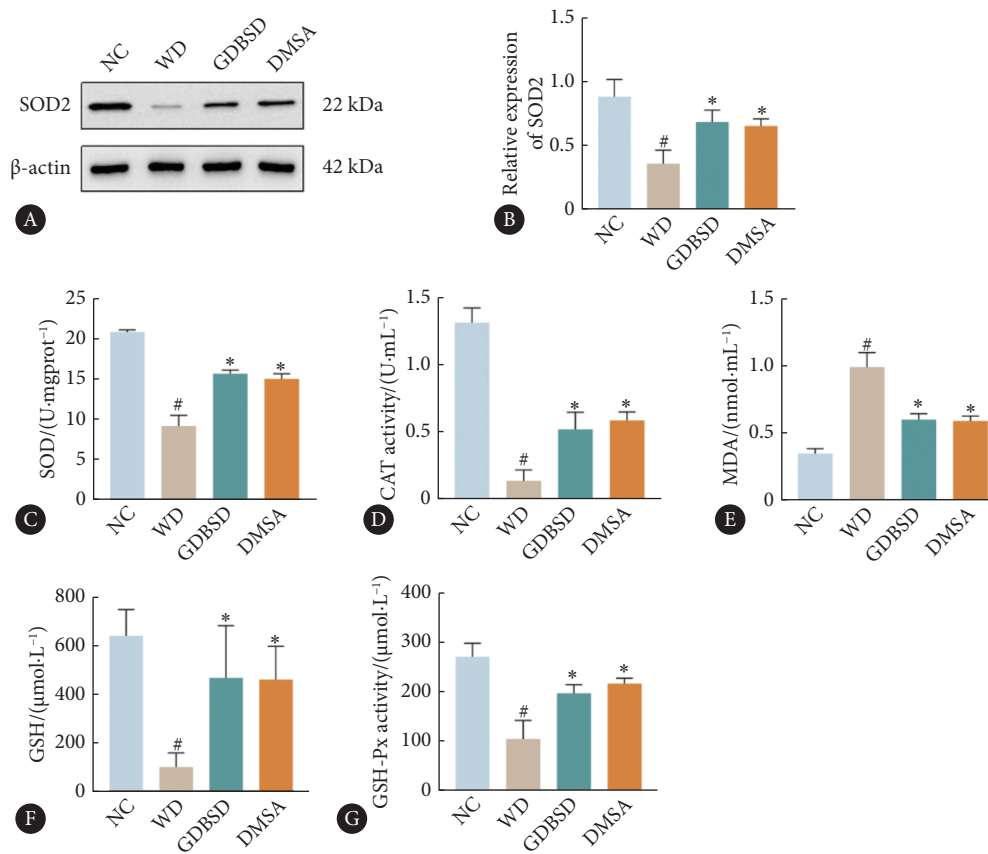 NC WD GDBSD DMSA
SOD2 22 kDa
β-actin 42 kDa
A
Relative expression
of SOD2
1.5
1.0
0.5
0
#
*
*
NC WD GDBSD DMSA
B
SOD/(U·mgprot⁻¹)
25
20
15
10
5
0
#
*
*
NC WD GDBSD DMSA
C
CAT activity/(U·mL⁻¹)
1.5
1.0
0.5
0
#
*
*
NC WD GDBSD DMSA
D
MDA/(nmol·mL⁻¹)
1.5
1.0
0.5
0
#
*
*
NC WD GDBSD DMSA
E
GSH/(μmol·L⁻¹)
800
600
400
200
0
#
*
*
NC WD GDBSD DMSA
F
GSH-Px activity/(μmol·L⁻¹)
400
300
200
100
0
#
*
*
NC WD GDBSD DMSA
G